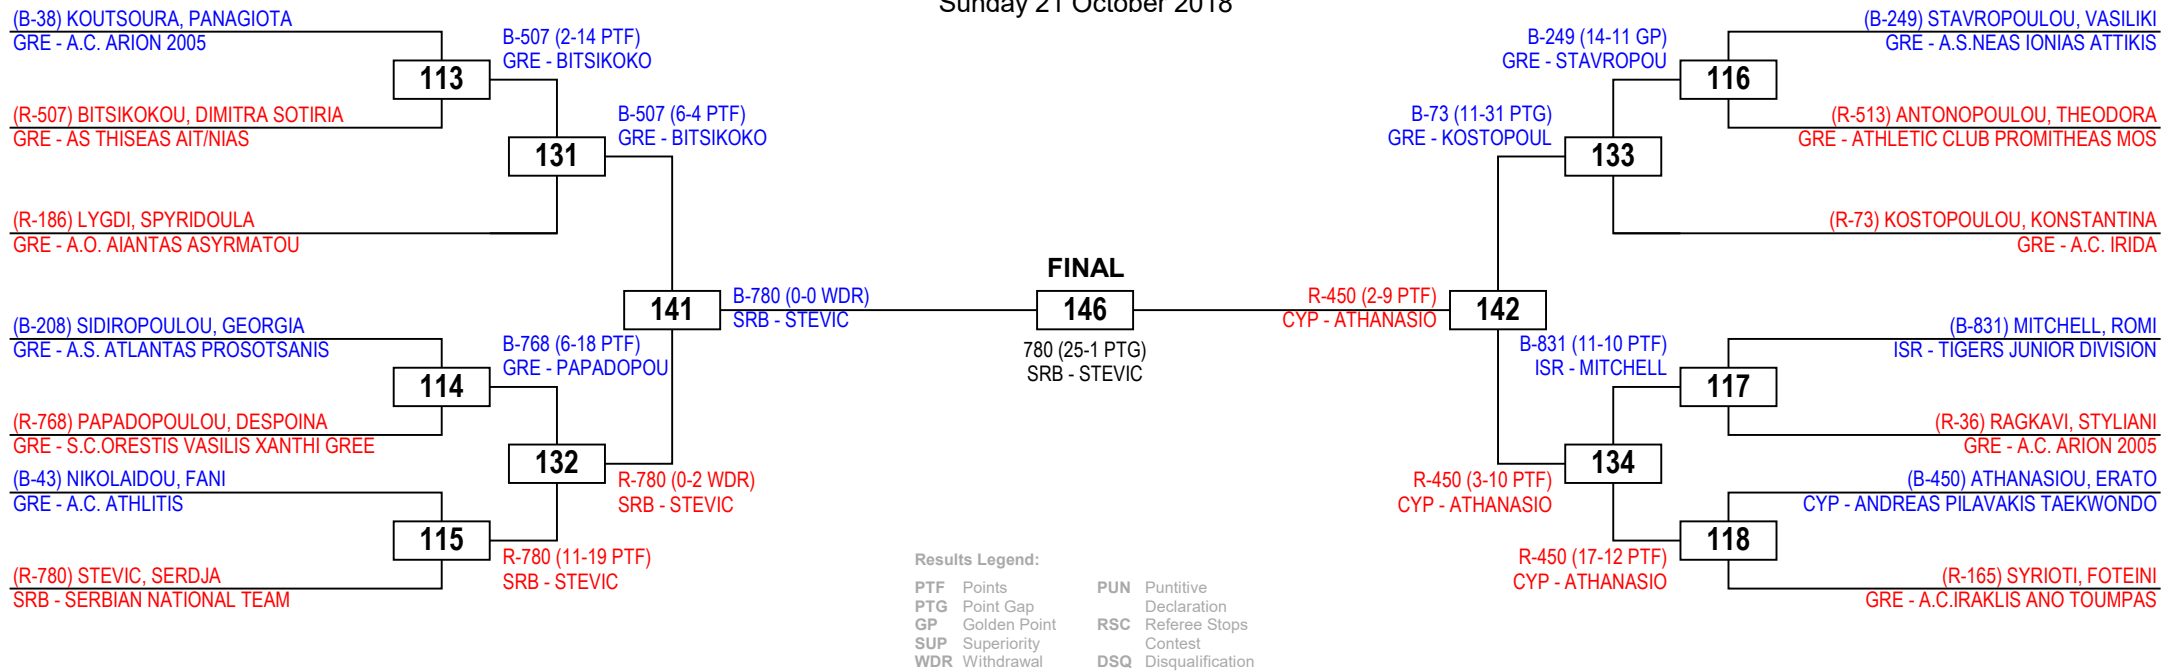 Sunday 21 October 2018
(B-38) KOUTSOURA, PANAGIOTA
GRE - A.C. ARION 2005
113
(R-507) BITSIKOKOU, DIMITRA SOTIRIA
GRE - AS THISEAS AIT/NIAS
B-507 (2-14 PTF)
GRE - BITSIKOKO
131
B-507 (6-4 PTF)
GRE - BITSIKOKO
(R-186) LYGDI, SPYRIDOULA
GRE - A.O. AIANTAS ASYRMATOU
141
B-780 (0-0 WDR)
SRB - STEVIC
(B-208) SIDIROPOULOU, GEORGIA
GRE - A.S. ATLANTAS PROSOTSANIS
114
B-768 (6-18 PTF)
GRE - PAPADOPOU
(R-768) PAPADOPOULOU, DESPOINA
GRE - S.C.ORESTIS VASILIS XANTHI GREE
132
R-780 (0-2 WDR)
SRB - STEVIC
(B-43) NIKOLAIDOU, FANI
GRE - A.C. ATHLITIS
115
R-780 (11-19 PTF)
SRB - STEVIC
(R-780) STEVIC, SERDJA
SRB - SERBIAN NATIONAL TEAM
FINAL
146
780 (25-1 PTG)
SRB - STEVIC
(B-249) STAVROPOULOU, VASILIKI
GRE - A.S.NEAS IONIAS ATTIKIS
B-249 (14-11 GP)
GRE - STAVROPOU
116
(R-513) ANTONOPOULOU, THEODORA
GRE - ATHLETIC CLUB PROMITHEAS MOS
B-73 (11-31 PTG)
GRE - KOSTOPOUL
133
(R-73) KOSTOPOULOU, KONSTANTINA
GRE - A.C. IRIDA
R-450 (2-9 PTF)
CYP - ATHANASIO
142
(B-831) MITCHELL, ROMI
ISR - TIGERS JUNIOR DIVISION
B-831 (11-10 PTF)
ISR - MITCHELL
117
(R-36) RAGKAVI, STYLIANI
GRE - A.C. ARION 2005
R-450 (3-10 PTF)
CYP - ATHANASIO
134
(B-450) ATHANASIOU, ERATO
CYP - ANDREAS PILAVAKIS TAEKWONDO
118
R-450 (17-12 PTF)
CYP - ATHANASIO
(R-165) SYRIOTI, FOTEINI
GRE - A.C.IRAKLIS ANO TOUMPAS
Results Legend:
PTF Points
PTG Point Gap
GP Golden Point
SUP Superiority
WDR Withdrawal
PUN Puntitive
Declaration
RSC Referee Stops
Contest
DSQ Disqualification